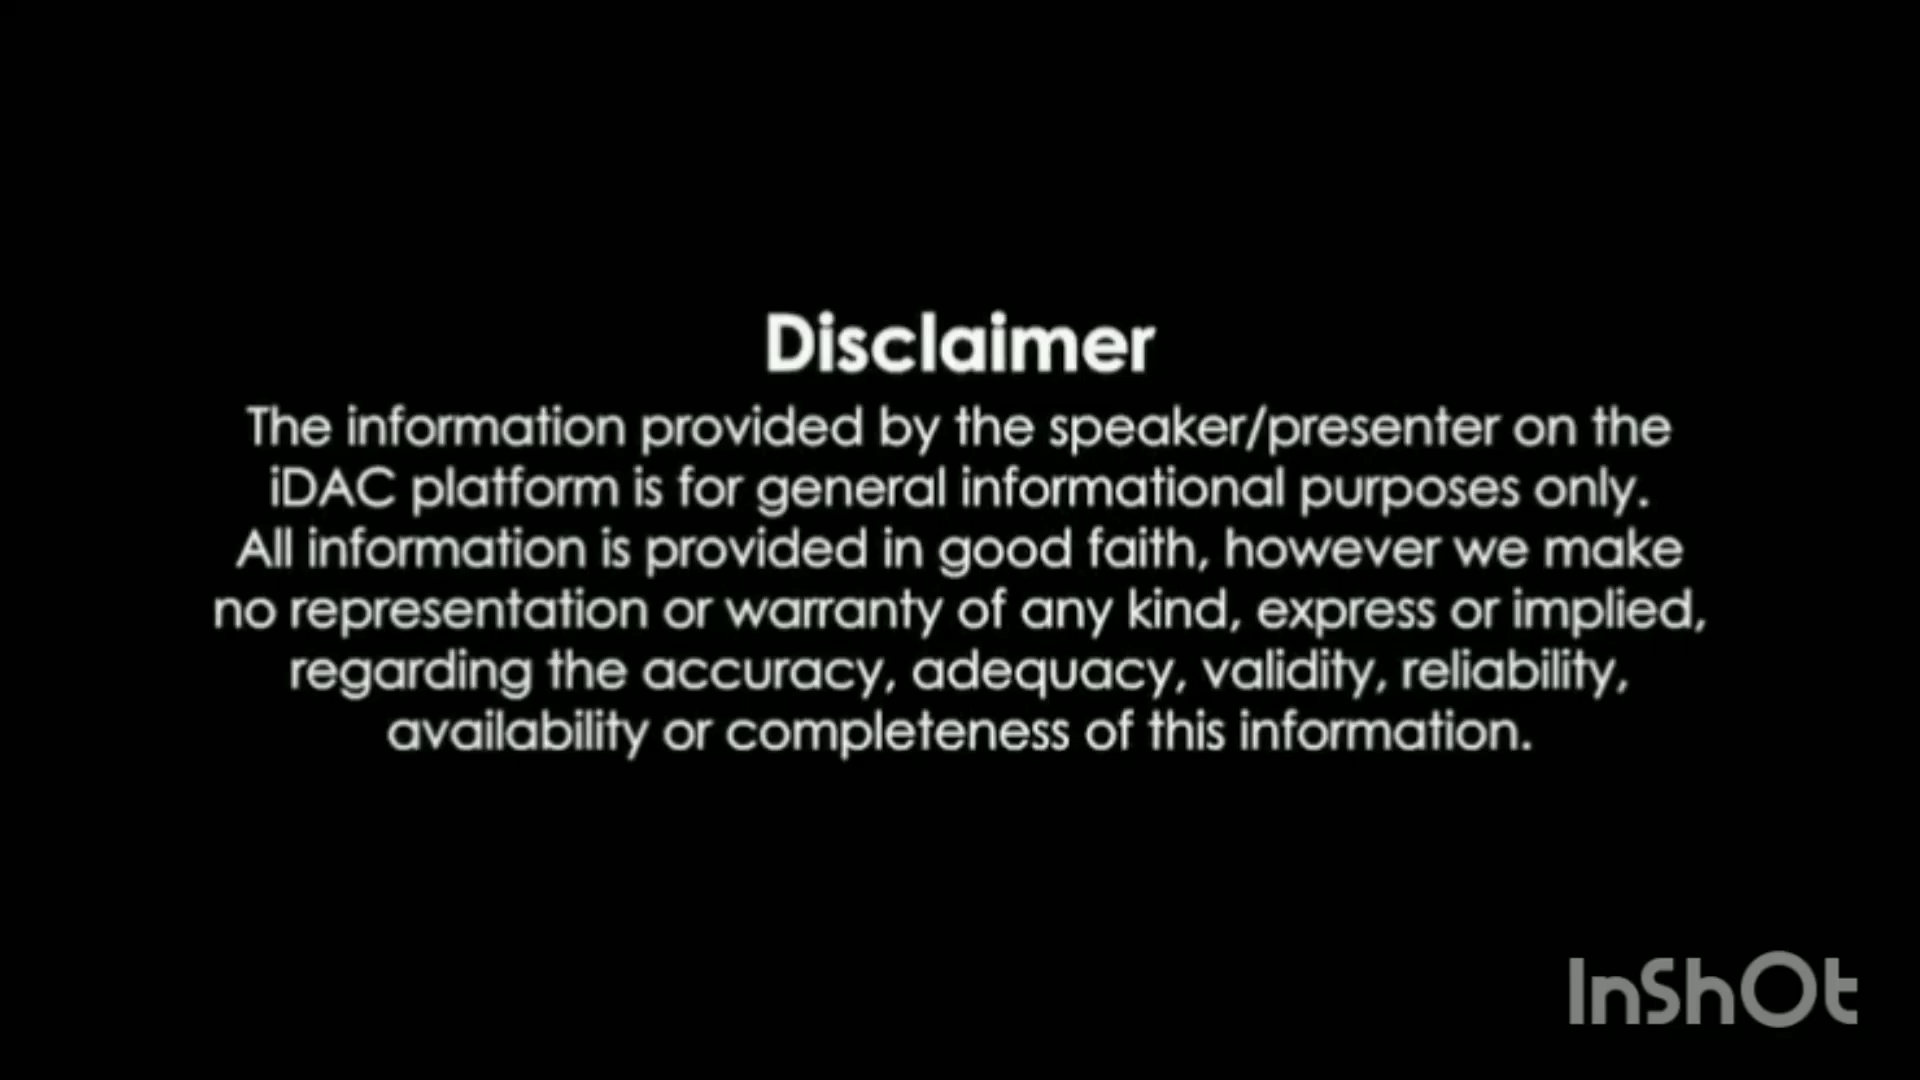 Disclaimer
The information provided by the speaker/presenter on the
iDAC platform is for general informational purposes only.
All information is provided in good faith, however we make
no representation or warranty of any kind, express or implied,
regarding the accuracy, adequacy, validity, reliability,
availability or completeness of this information.
InShOt